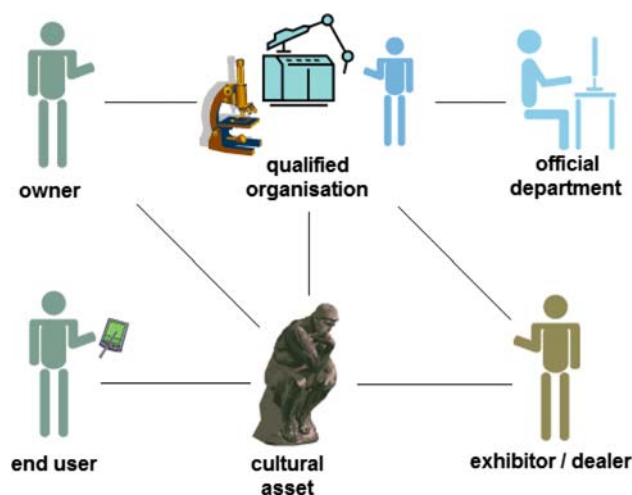 owner
qualified
organisation
official
department
end user
cultural
asset
exhibitor / dealer